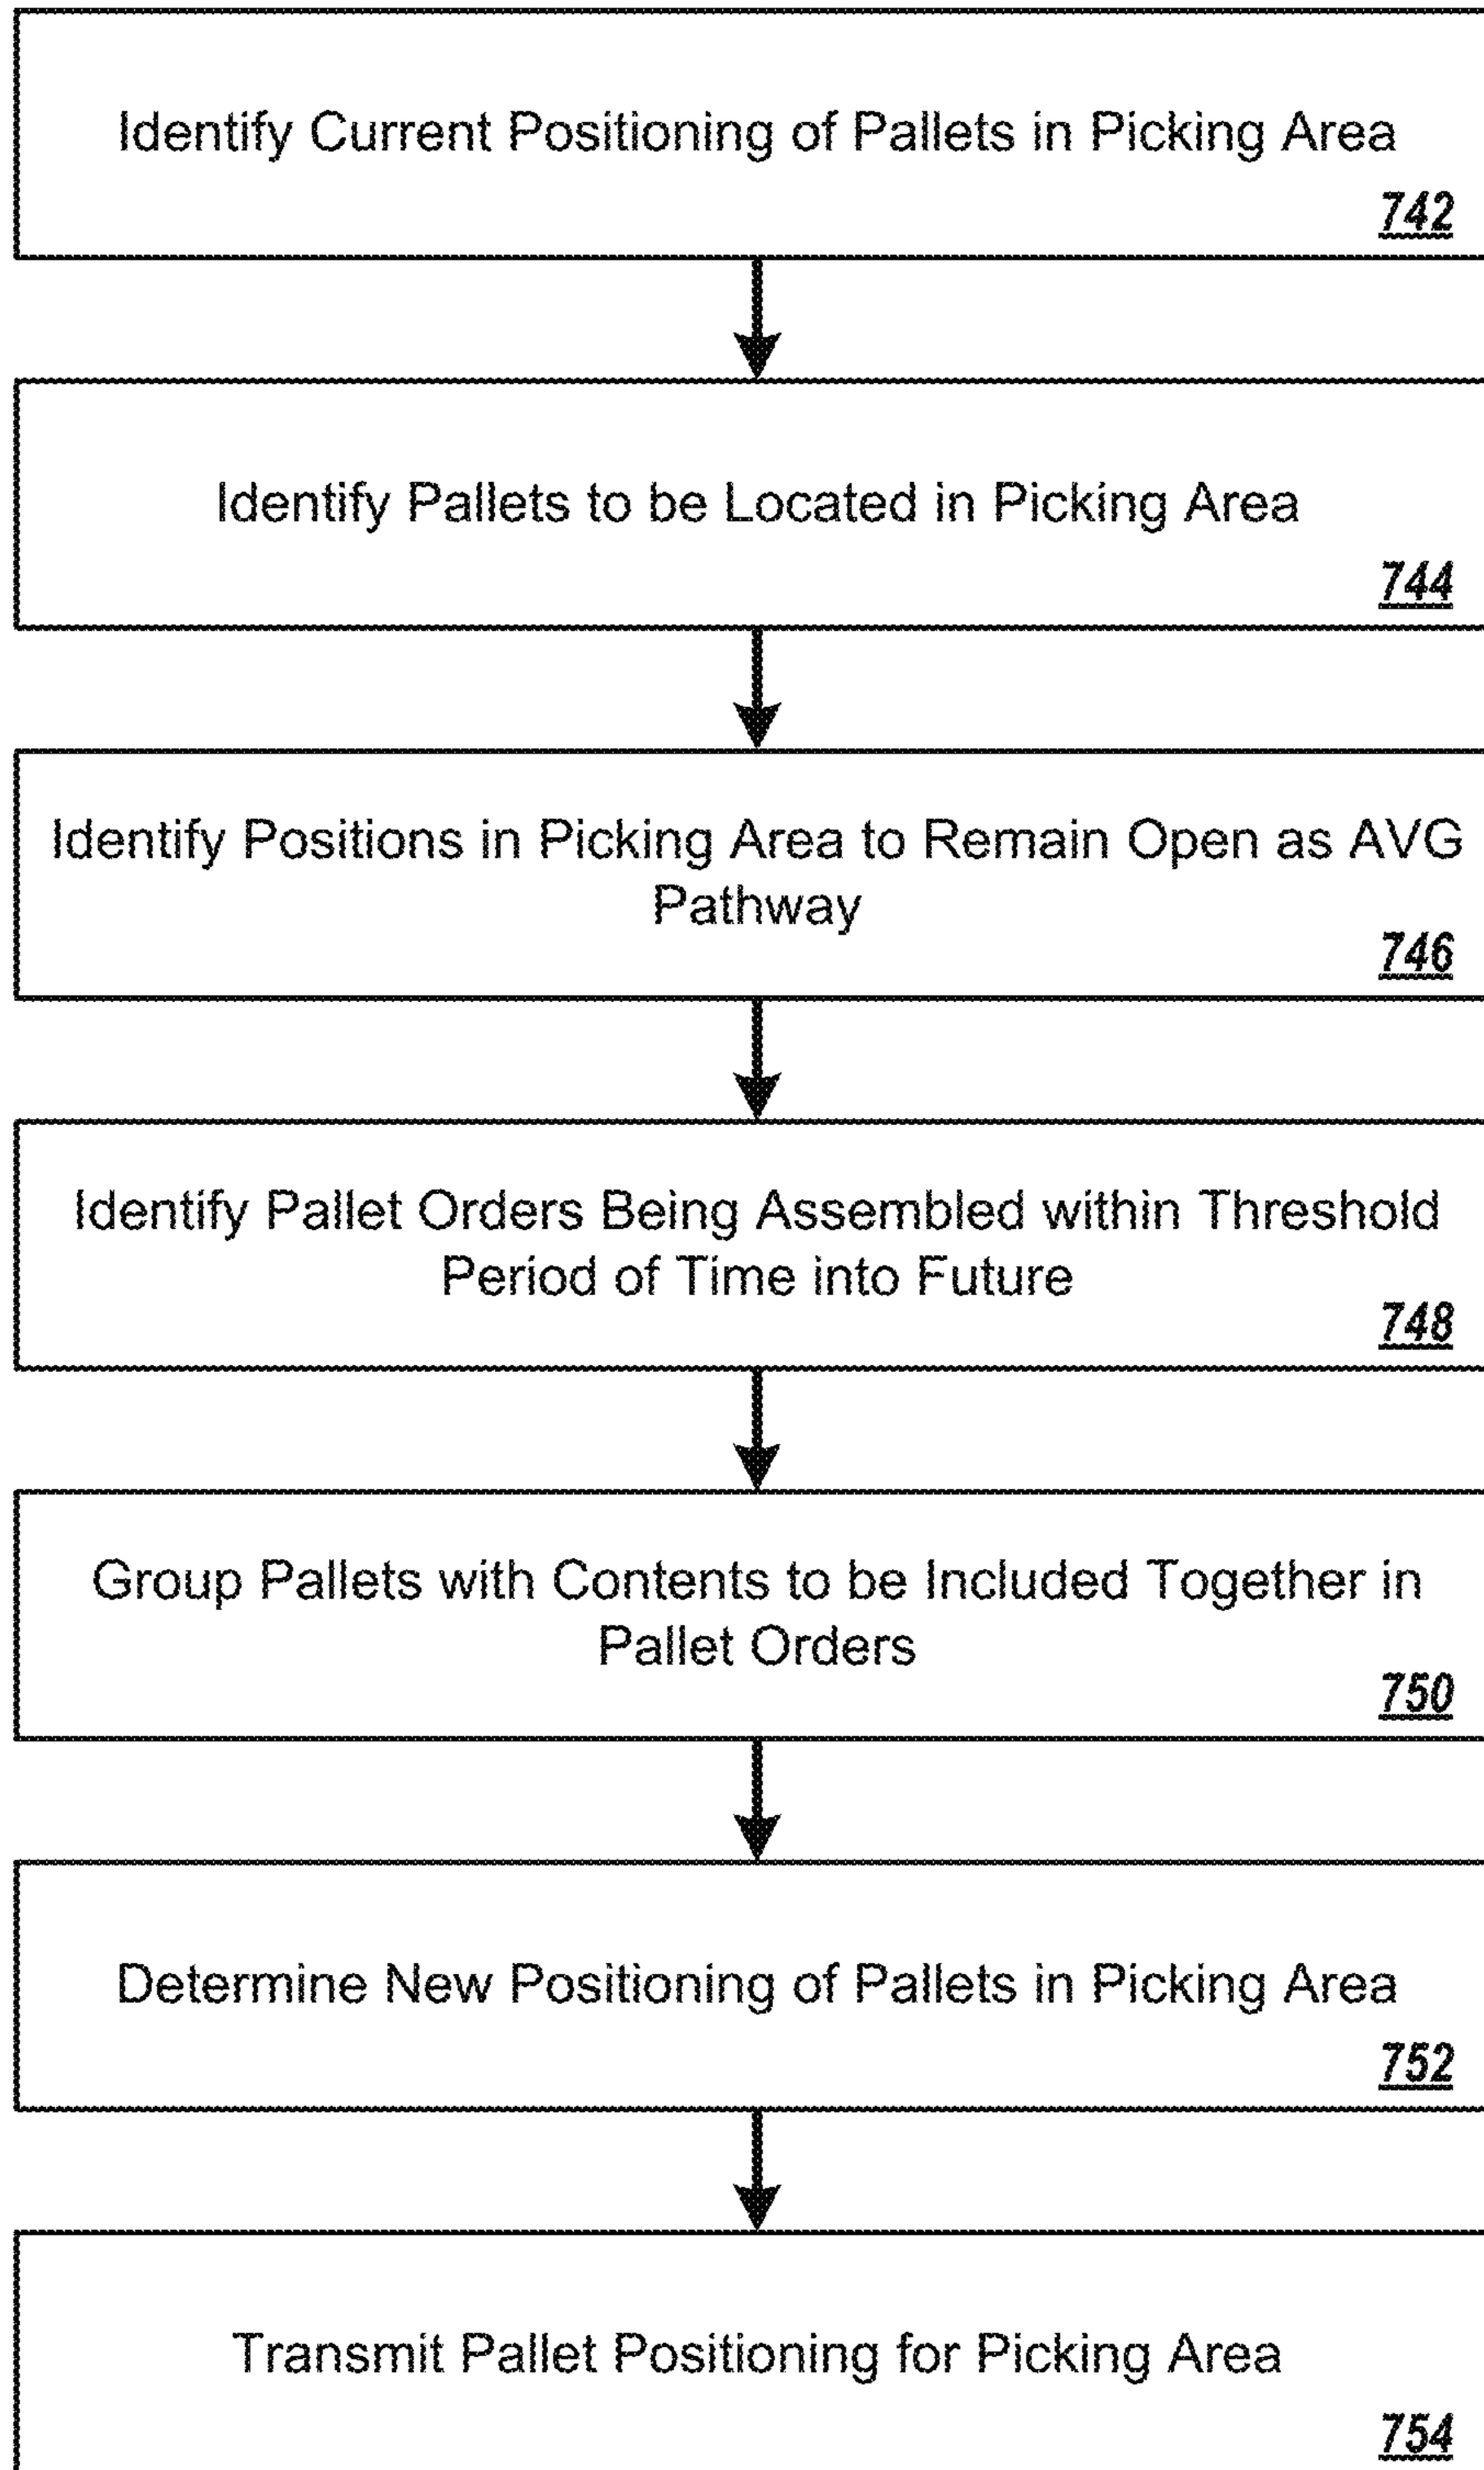 Identify Current Positioning of Pallets in Picking Area
742
Identify Pallets to be Located in Picking Area
744
Identify Positions in Picking Area to Remain Open as AVG
Pathway
746
Identify Pallet Orders Being Assembled within Threshold
Period of Time into Future
748
Group Pallets with Contents to be Included Together in
Pallet Orders
750
Determine New Positioning of Pallets in Picking Area
752
Transmit Pallet Positioning for Picking Area
754